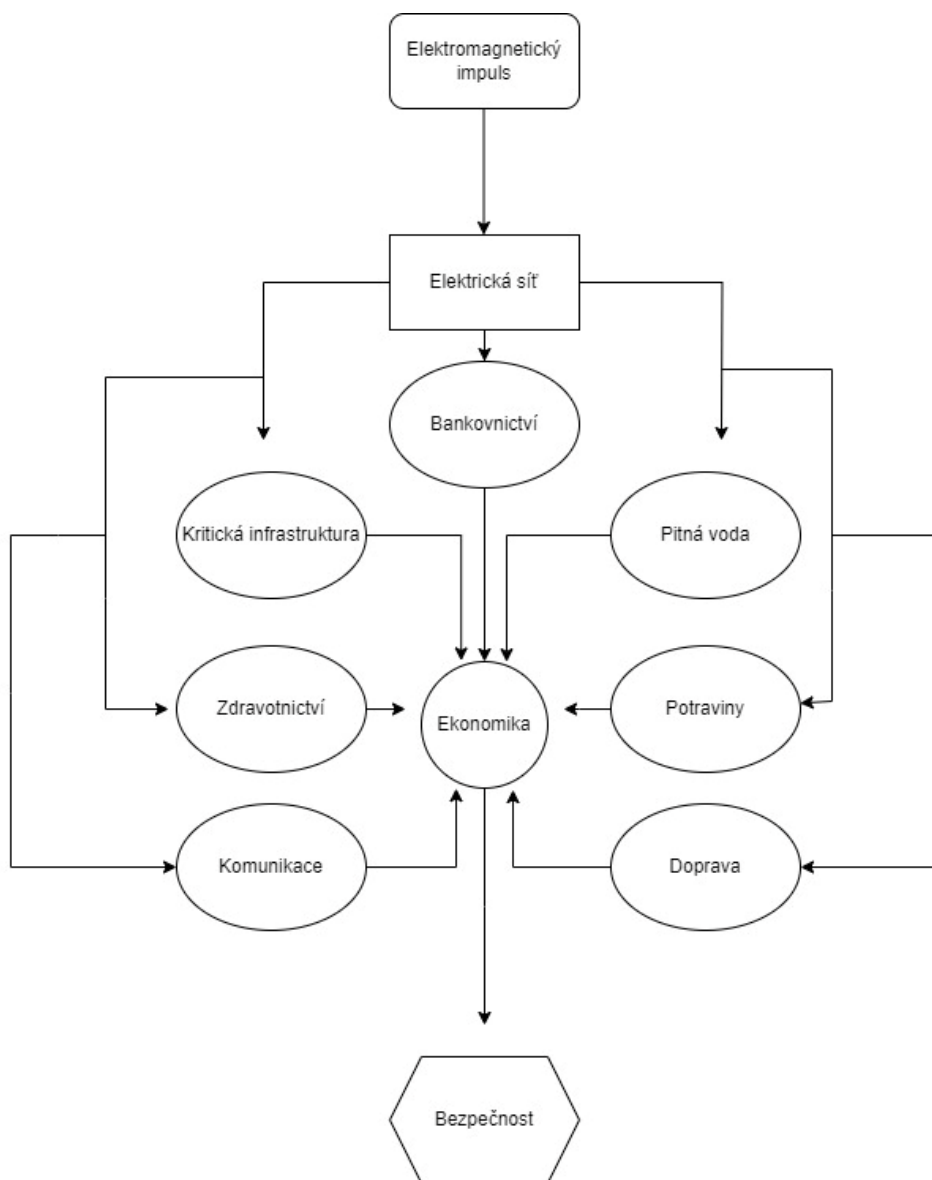 Elektromagnetický
impuls
Elektrická síť
Bankovnictví
Kritická infrastruktura
Pitná voda
Zdravotnictví
Ekonomika
Potraviny
Komunikace
Doprava
Bezpečnost